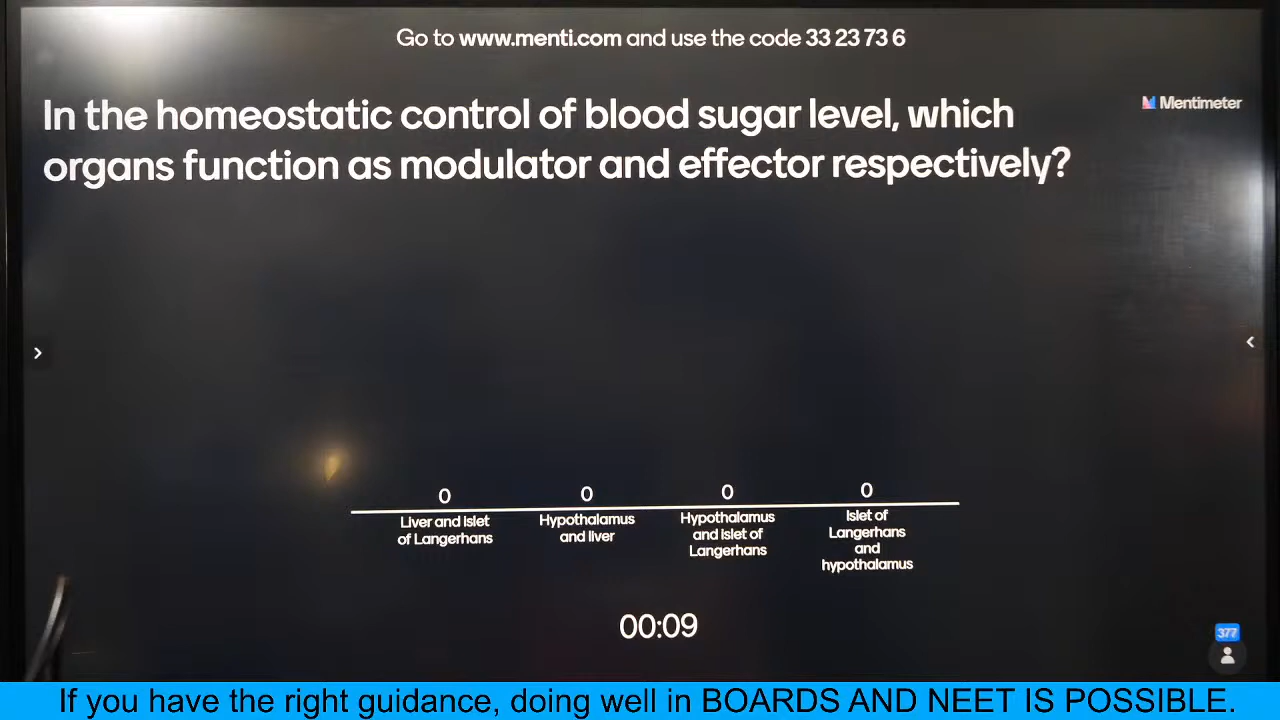 Go to www.menti.com and use the code 33 23 73 6
In the homeostatic control of blood sugar level, which
organs function as modulator and effector respectively?
Mentimeter
0
0
0
0
Liver and islet
of Langerhans
Hypothalamus
and liver
Hypothalamus
and islet of
Langerhans
Islet of
Langerhans
and
hypothalamus
00:09
377
If you have the right guidance, doing well in BOARDS AND NEET IS POSSIBLE.